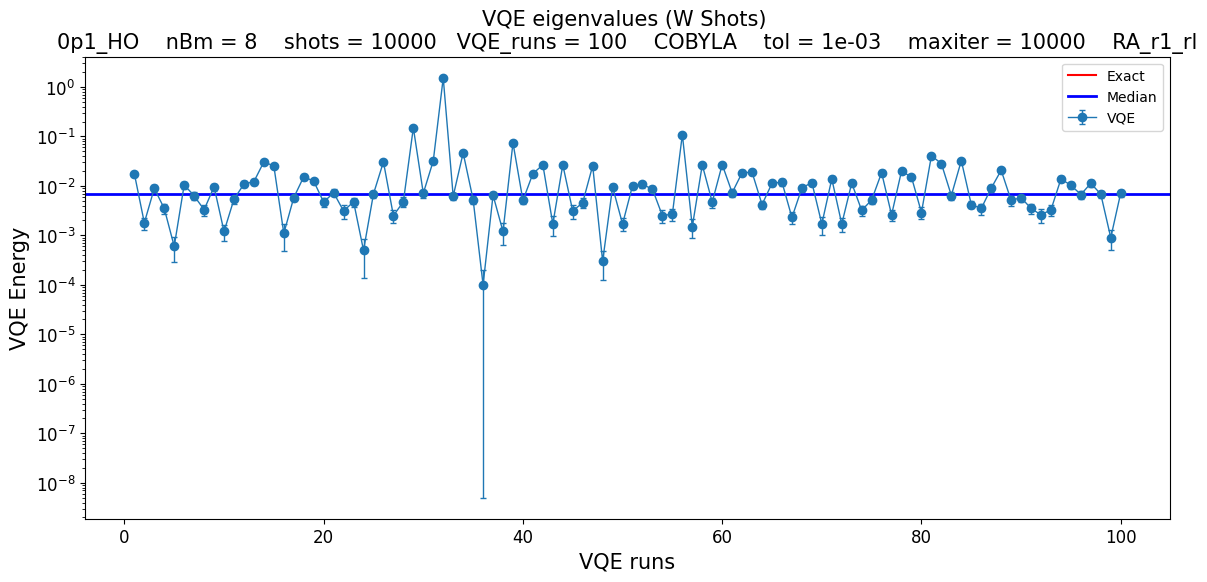 VQE eigenvalues (W Shots)
0p1_HO nBm = 8 shots = 10000 VQE_runs = 100 COBYLA tol = 1e-03 maxiter = 10000 RA_r1_rl
Exact
Median
VQE
VQE Energy
10^0
10^-1
10^-2
10^-3
10^-4
10^-5
10^-6
10^-7
10^-8
0 20 40 60 80 100
VQE runs